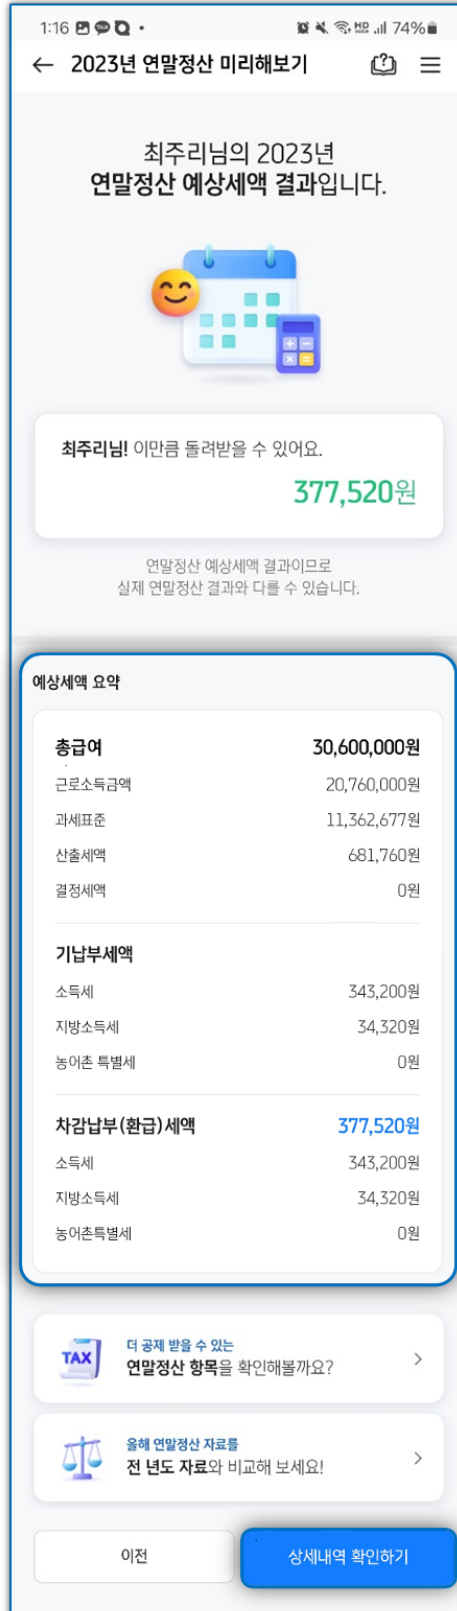 1:16 74%
2023년 연말정산 미리해보기
최주리님의 2023년
연말정산 예상세액 결과입니다.
최주리님! 이만큼 돌려받을 수 있어요.
377,520원
연말정산 예상세액 결과이므로
실제 연말정산 결과와 다를 수 있습니다.
예상세액 요약
총급여 30,600,000원
근로소득금액 20,760,000원
과세표준 11,362,677원
산출세액 681,760원
결정세액 0원
기납부세액
소득세 343,200원
지방소득세 34,320원
농어촌 특별세 0원
차감납부(환급)세액 377,520원
소득세 343,200원
지방소득세 34,320원
농어촌특별세 0원
TAX
더 공제 받을 수 있는
연말정산 항목을 확인해볼까요?
올해 연말정산 자료를
전 년도 자료와 비교해 보세요!
이전 상세내역 확인하기